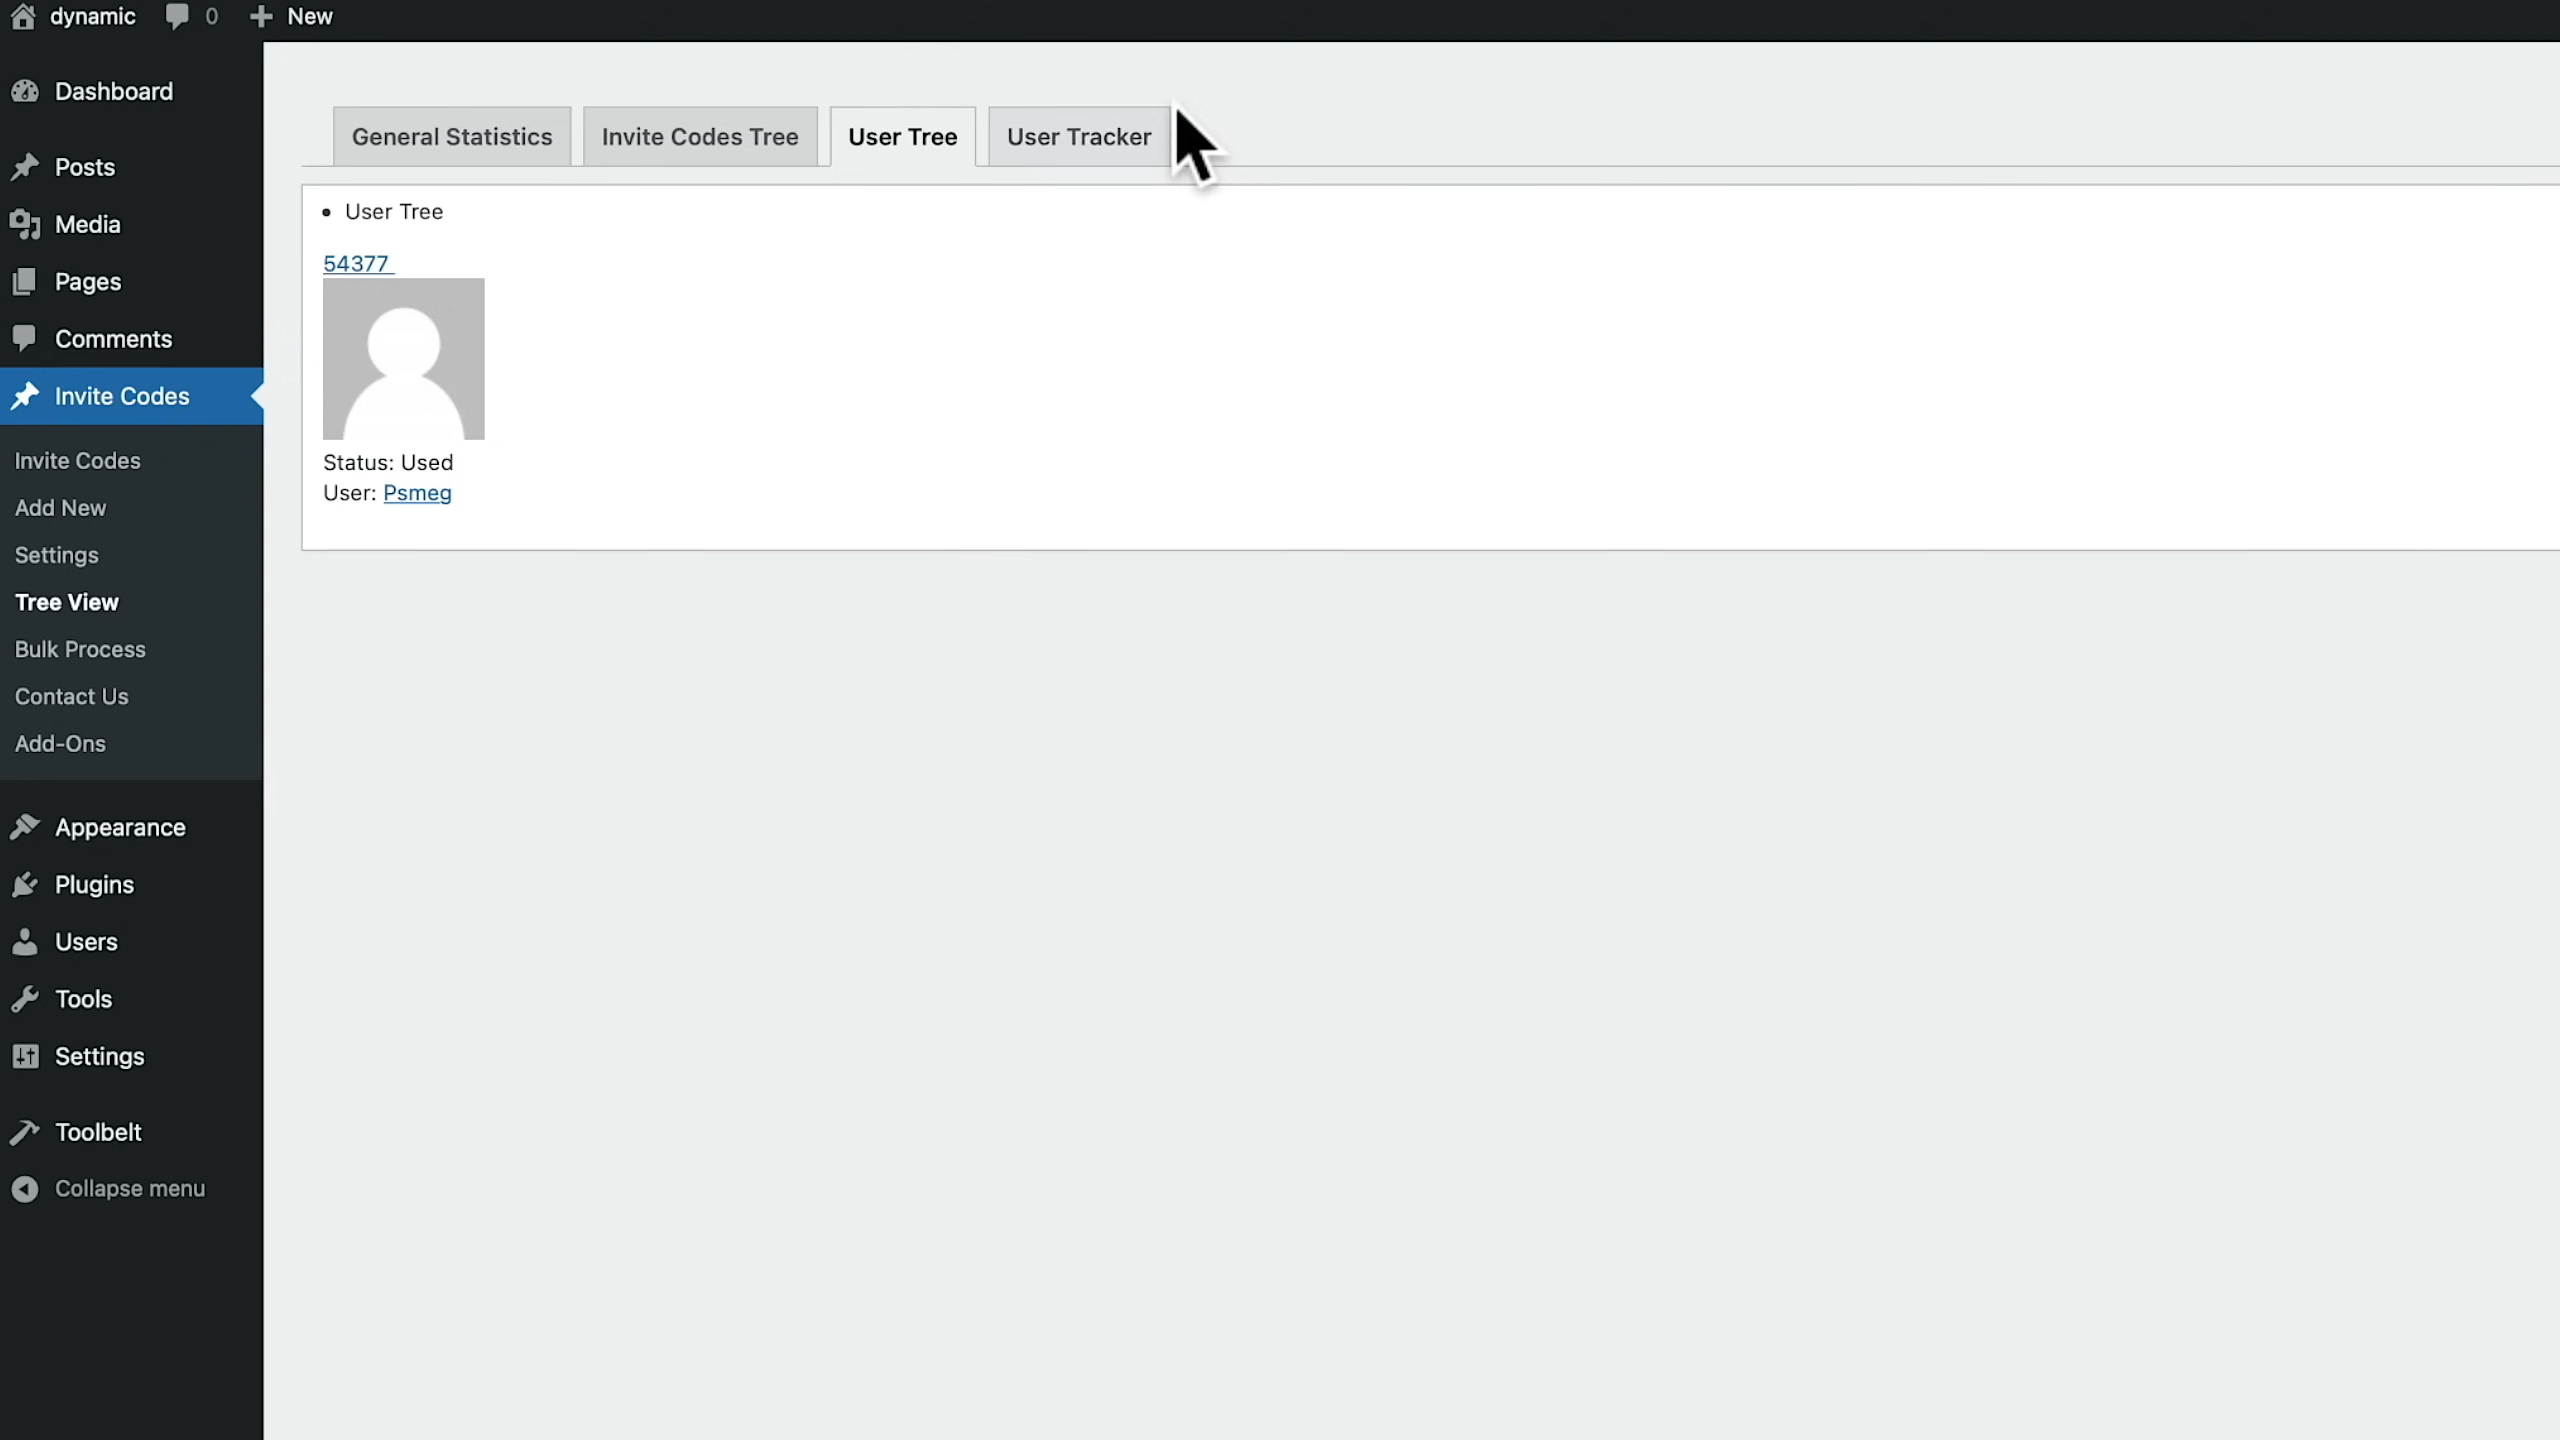 dynamic 0 New
Dashboard
Posts
Media
Pages
Comments
Invite Codes
Invite Codes
Add New
Settings
Tree View
Bulk Process
Contact Us
Add-Ons
Appearance
Plugins
Users
Tools
Settings
Toolbelt
Collapse menu
General Statistics Invite Codes Tree User Tree User Tracker
• User Tree
54377
Status: Used
User: Psmeg